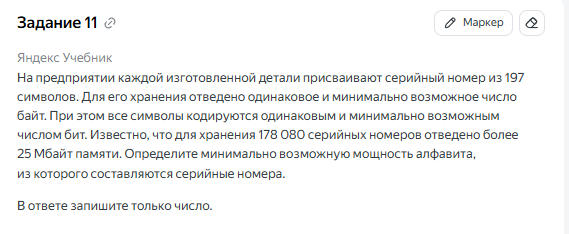 Задание 11
Маркер
Яндекс Учебник
На предприятии каждой изготовленной детали присваивают серийный номер из 197
символов. Для его хранения отведено одинаковое и минимально возможное число
байт. При этом все символы кодируются одинаковым и минимально возможным
числом бит. Известно, что для хранения 178 080 серийных номеров отведено более
25 Мбайт памяти. Определите минимально возможную мощность алфавита,
из которого составляются серийные номера.
В ответе запишите только число.